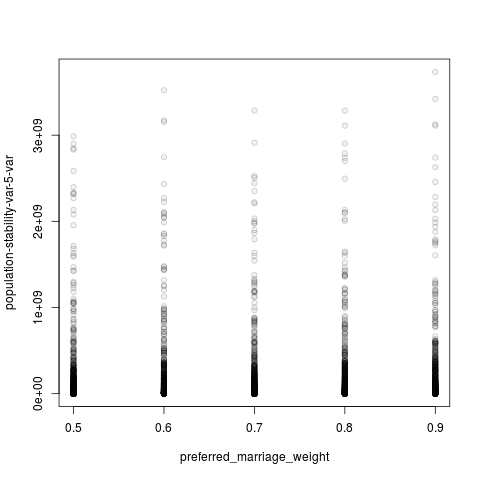 population-stability-var-5-var
3e+09
2e+09
1e+09
0e+00
0.5 0.6 0.7 0.8 0.9
preferred_marriage_weight